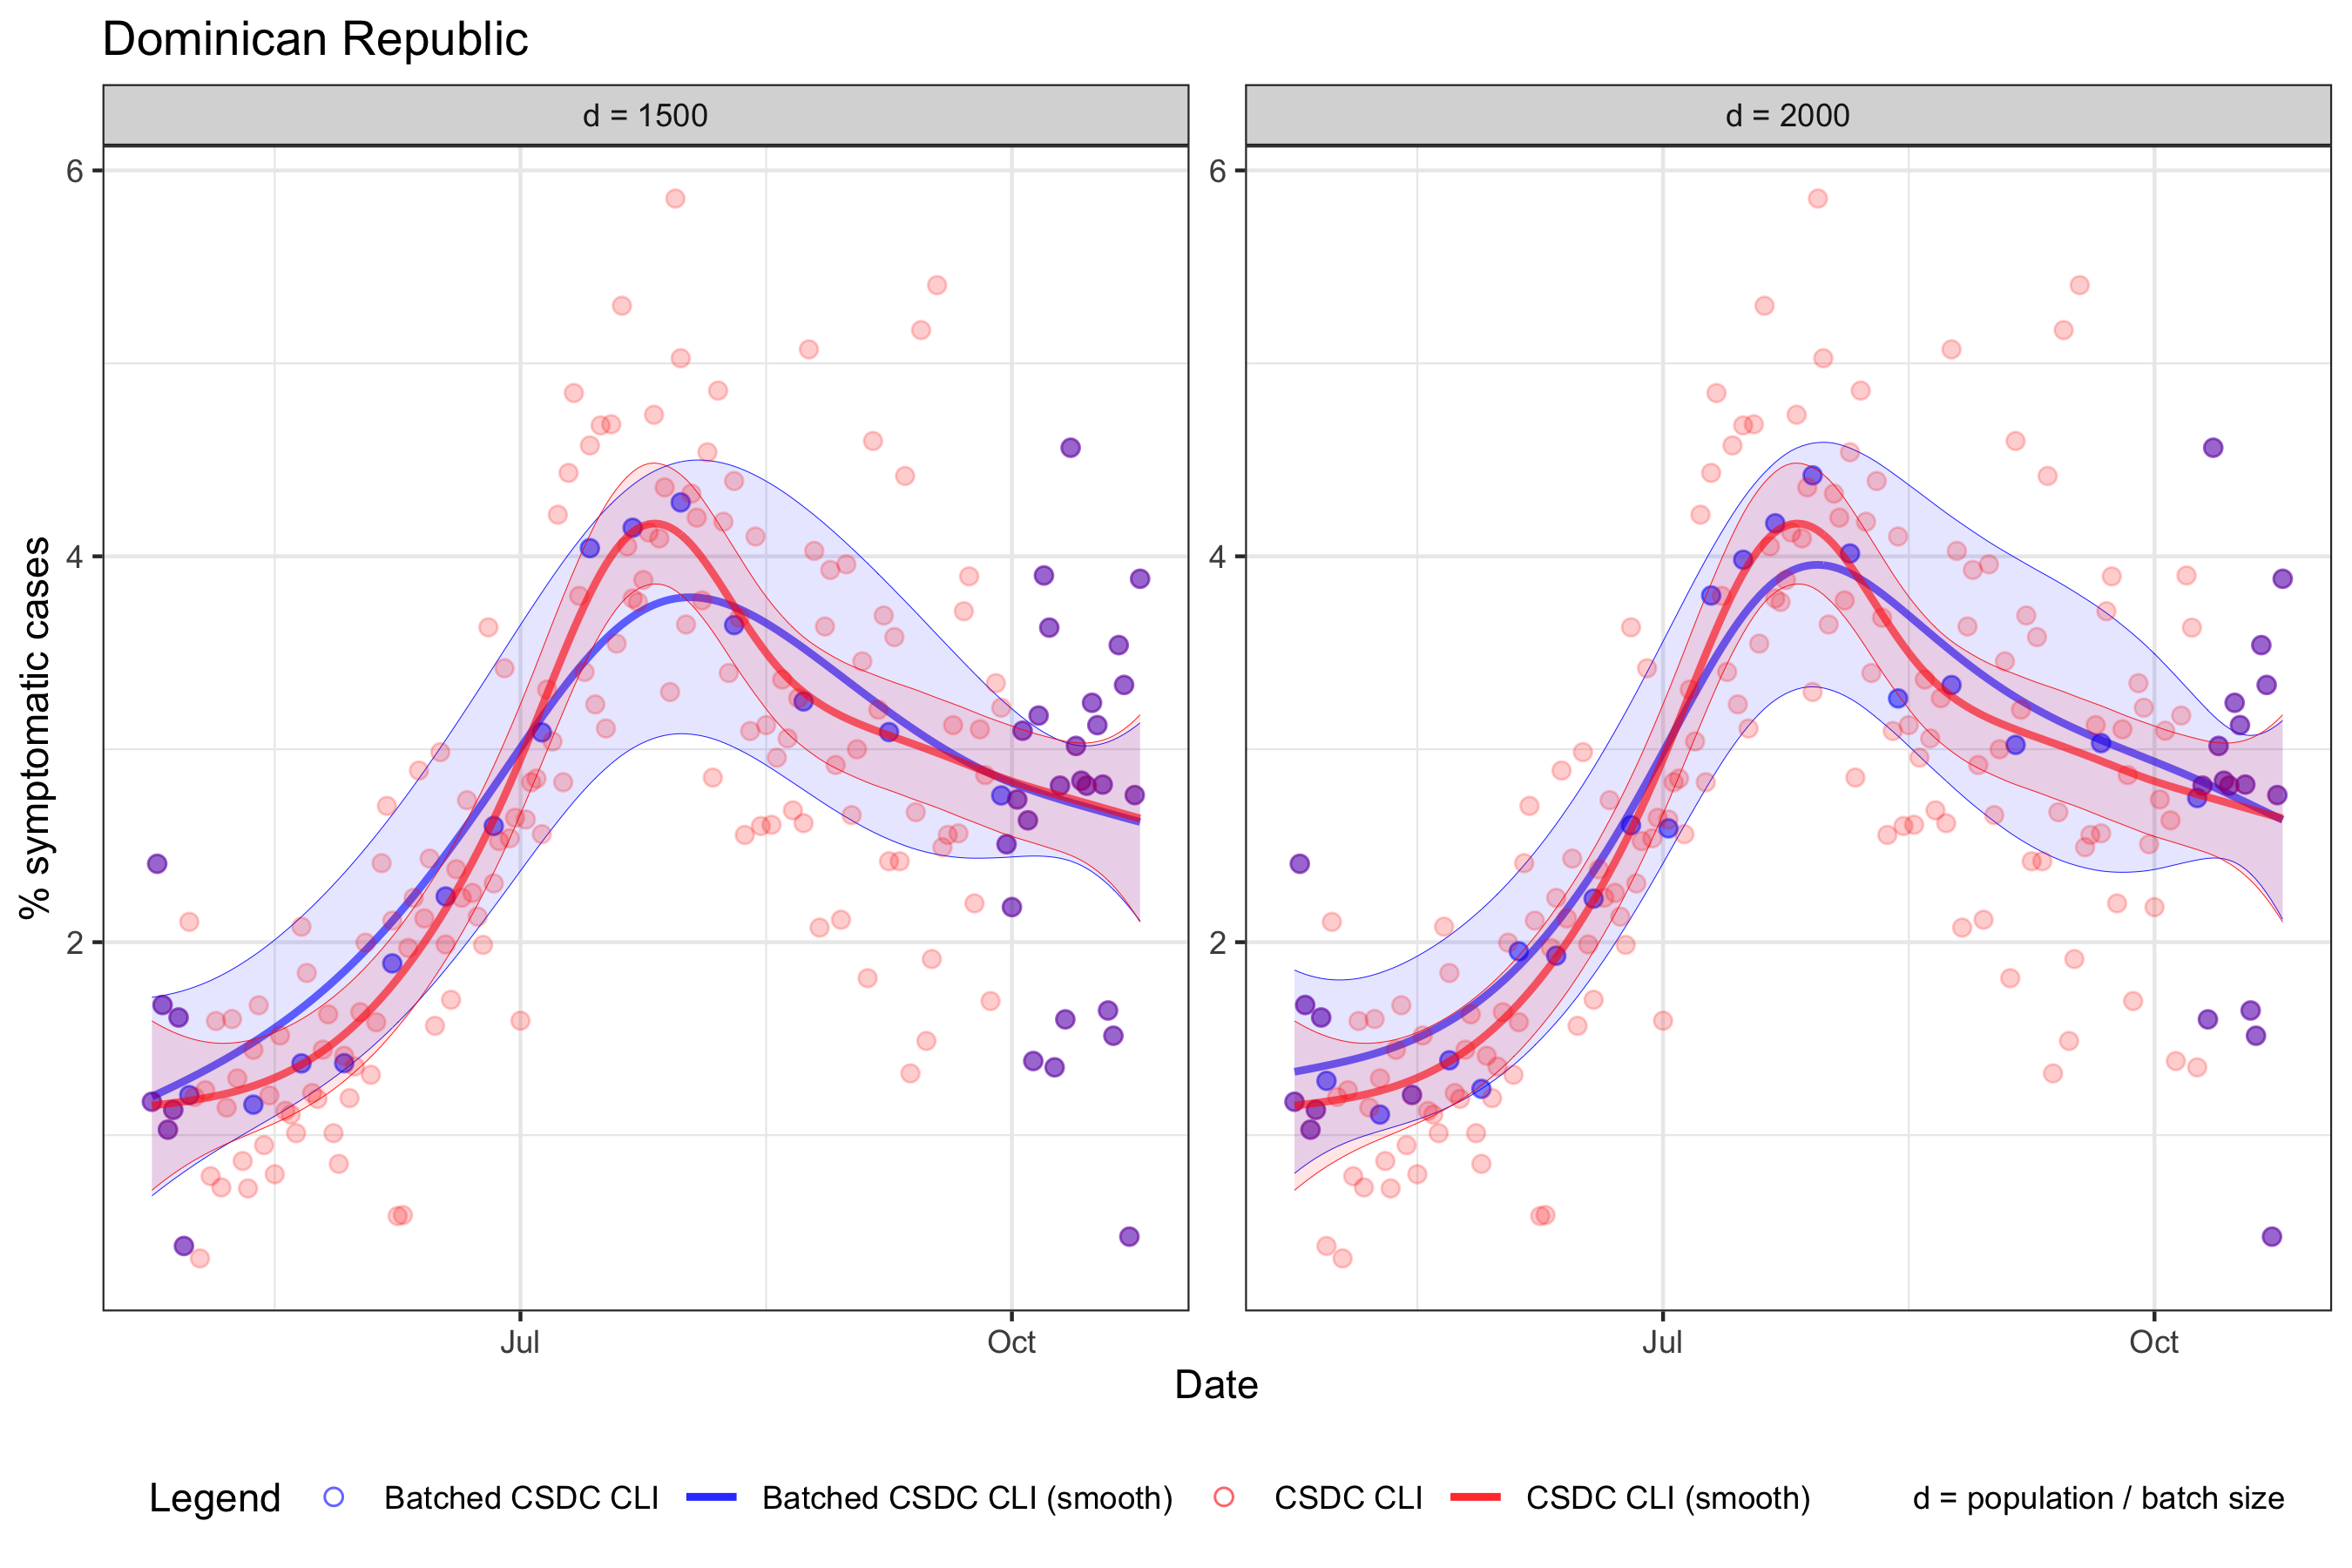 Dominican Republic
d = 1500
d = 2000
6
4
2
6
4
2
% symptomatic cases
Jul
Oct
Jul
Oct
Date
Legend Batched CSDC CLI Batched CSDC CLI (smooth) CSDC CLI CSDC CLI (smooth) d = population / batch size